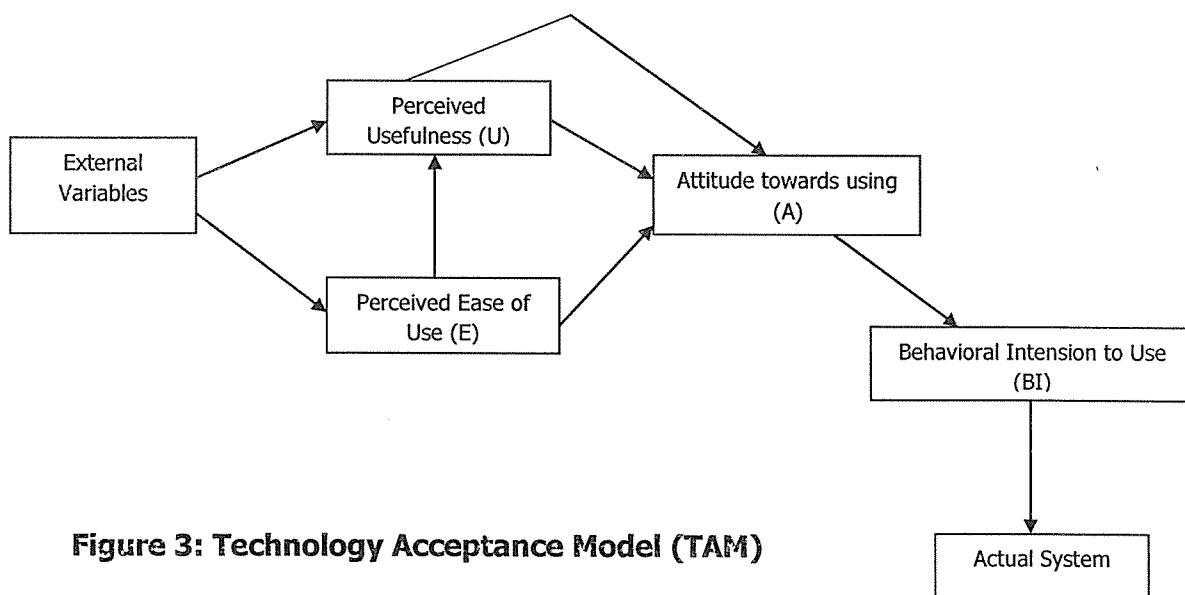 Perceived
Usefulness (U)
External
Variables
Attitude towards using
(A)
Perceived Ease of
Use (E)
Behavioral Intension to Use
(BI)
Figure 3: Technology Acceptance Model (TAM)
Actual System